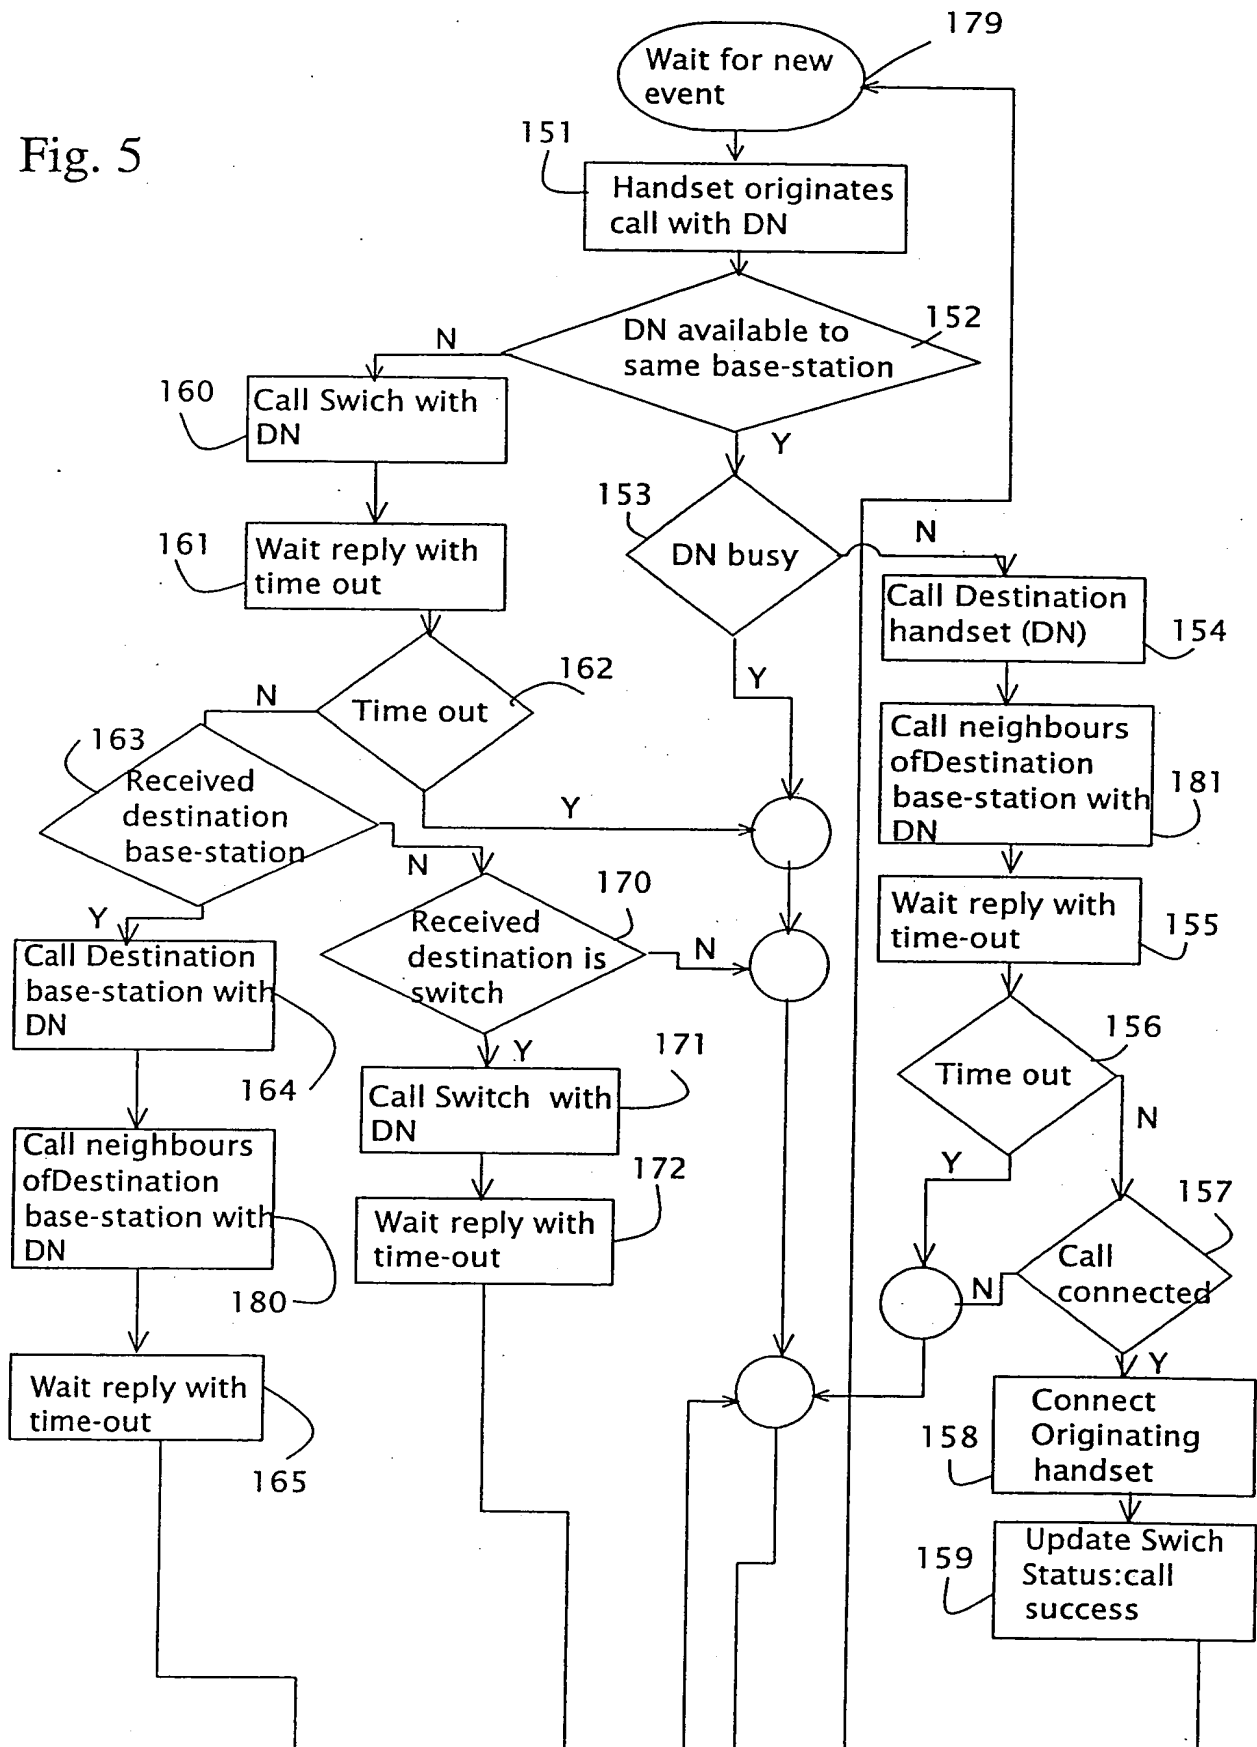 Fig. 5
179
Wait for new
event
151
Handset originates
call with DN
152
DN available to
same base-station
N
Y
160
Call Swich with
DN
153
DN busy
N
Y
161
Wait reply with
time out
Call Destination
handset (DN)
154
162
Time out
N
Y
Call neighbours
ofDestination
base-station with
DN
181
163
Received
destination
base-station
N
Y
170
Received
destination is
switch
N
Y
Wait reply with
time-out
155
Call Destination
base-station with
DN
164
156
Time out
N
Y
171
Call Switch with
DN
Call neighbours
ofDestination
base-station with
DN
180
172
Wait reply with
time-out
157
Call
connected
N
Y
Wait reply with
time-out
165
Connect
Originating
handset
158
Update Swich
Status:call
success
159